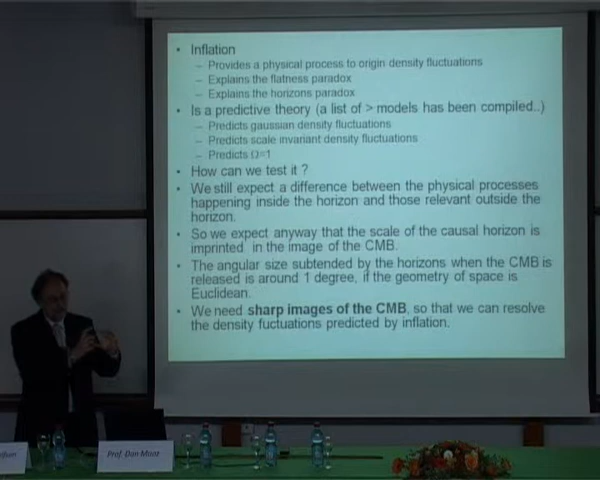 • Inflation
– Provides a physical process to origin density fluctuations
– Explains the flatness paradox
– Explains the horizons paradox
• Is a predictive theory (a list of > models has been compiled..)
– Predicts gaussian density fluctuations
– Predicts scale invariant density fluctuations
– Predicts Ω=1
• How can we test it ?
• We still expect a difference between the physical processes
happening inside the horizon and those relevant outside the
horizon.
• So we expect anyway that the scale of the causal horizon is
imprinted in the image of the CMB.
• The angular size subtended by the horizons when the CMB is
released is around 1 degree, if the geometry of space is
Euclidean.
• We need sharp images of the CMB, so that we can resolve
the density fuctuations predicted by inflation.
Prof. Dan Maoz